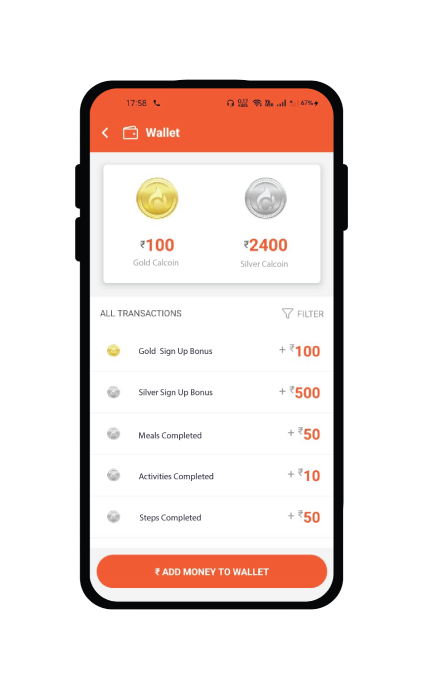 17:58
67%
Wallet
₹100
₹2400
Gold Calcoin
Silver Calcoin
ALL TRANSACTIONS
FILTER
Gold Sign Up Bonus
+ ₹100
Silver Sign Up Bonus
+ ₹500
Meals Completed
+ ₹50
Activities Completed
+ ₹10
Steps Completed
+ ₹50
₹ ADD MONEY TO WALLET